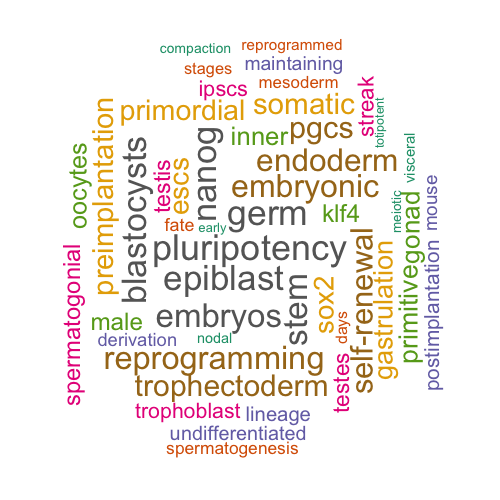 compaction
reprogrammed
stages
maintaining
ipscs
mesoderm
primordial
somatic
streak
totipotent
preimplantation
oocytes
blastocysts
testis
escs
nanog
inner
pgcs
endoderm
visceral
embryonic
germ
klf4
meiotic
mouse
fate
early
pluripotency
epiblast
stem
sox2
self-renewal
gastrulation
primitive
gonad
postimplantation
spermatogonial
male
embryos
days
derivation
nodal
reprogramming
trophectoderm
testes
trophoblast
lineage
undifferentiated
spermatogenesis